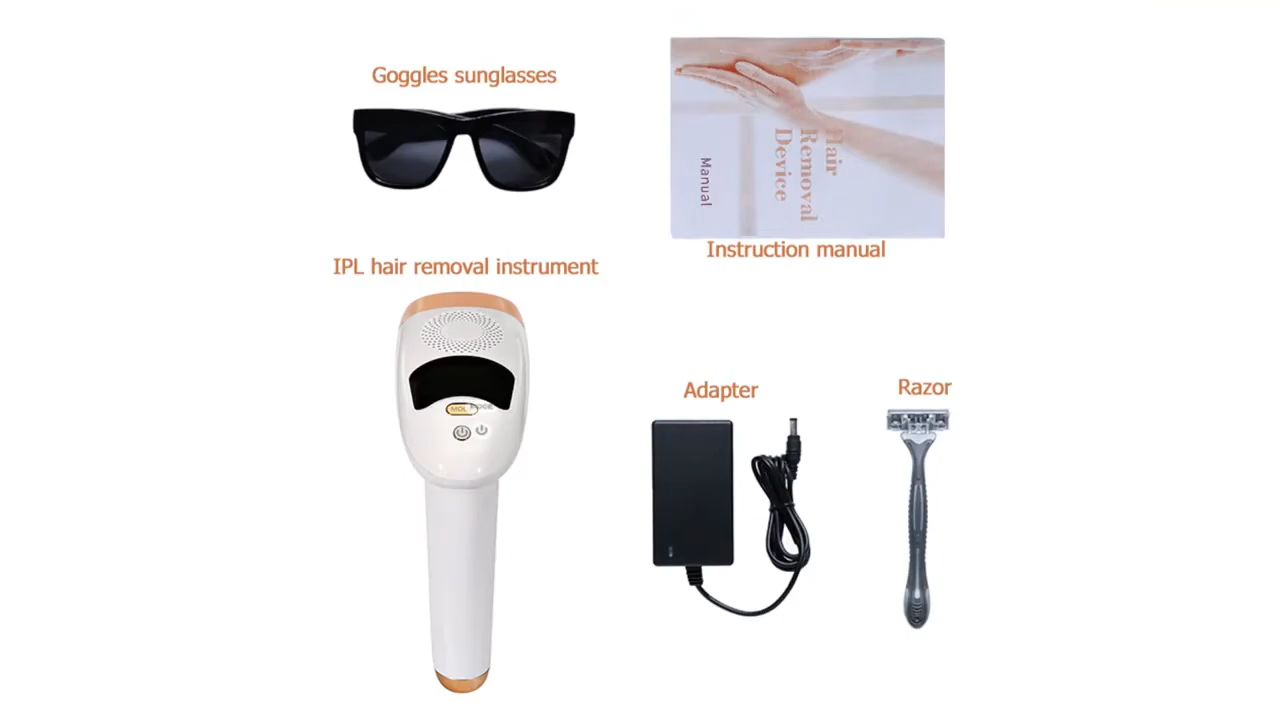 Goggles sunglasses
Hair
Removal
Device
Manual
Instruction manual
IPL hair removal instrument
Adapter
Razor